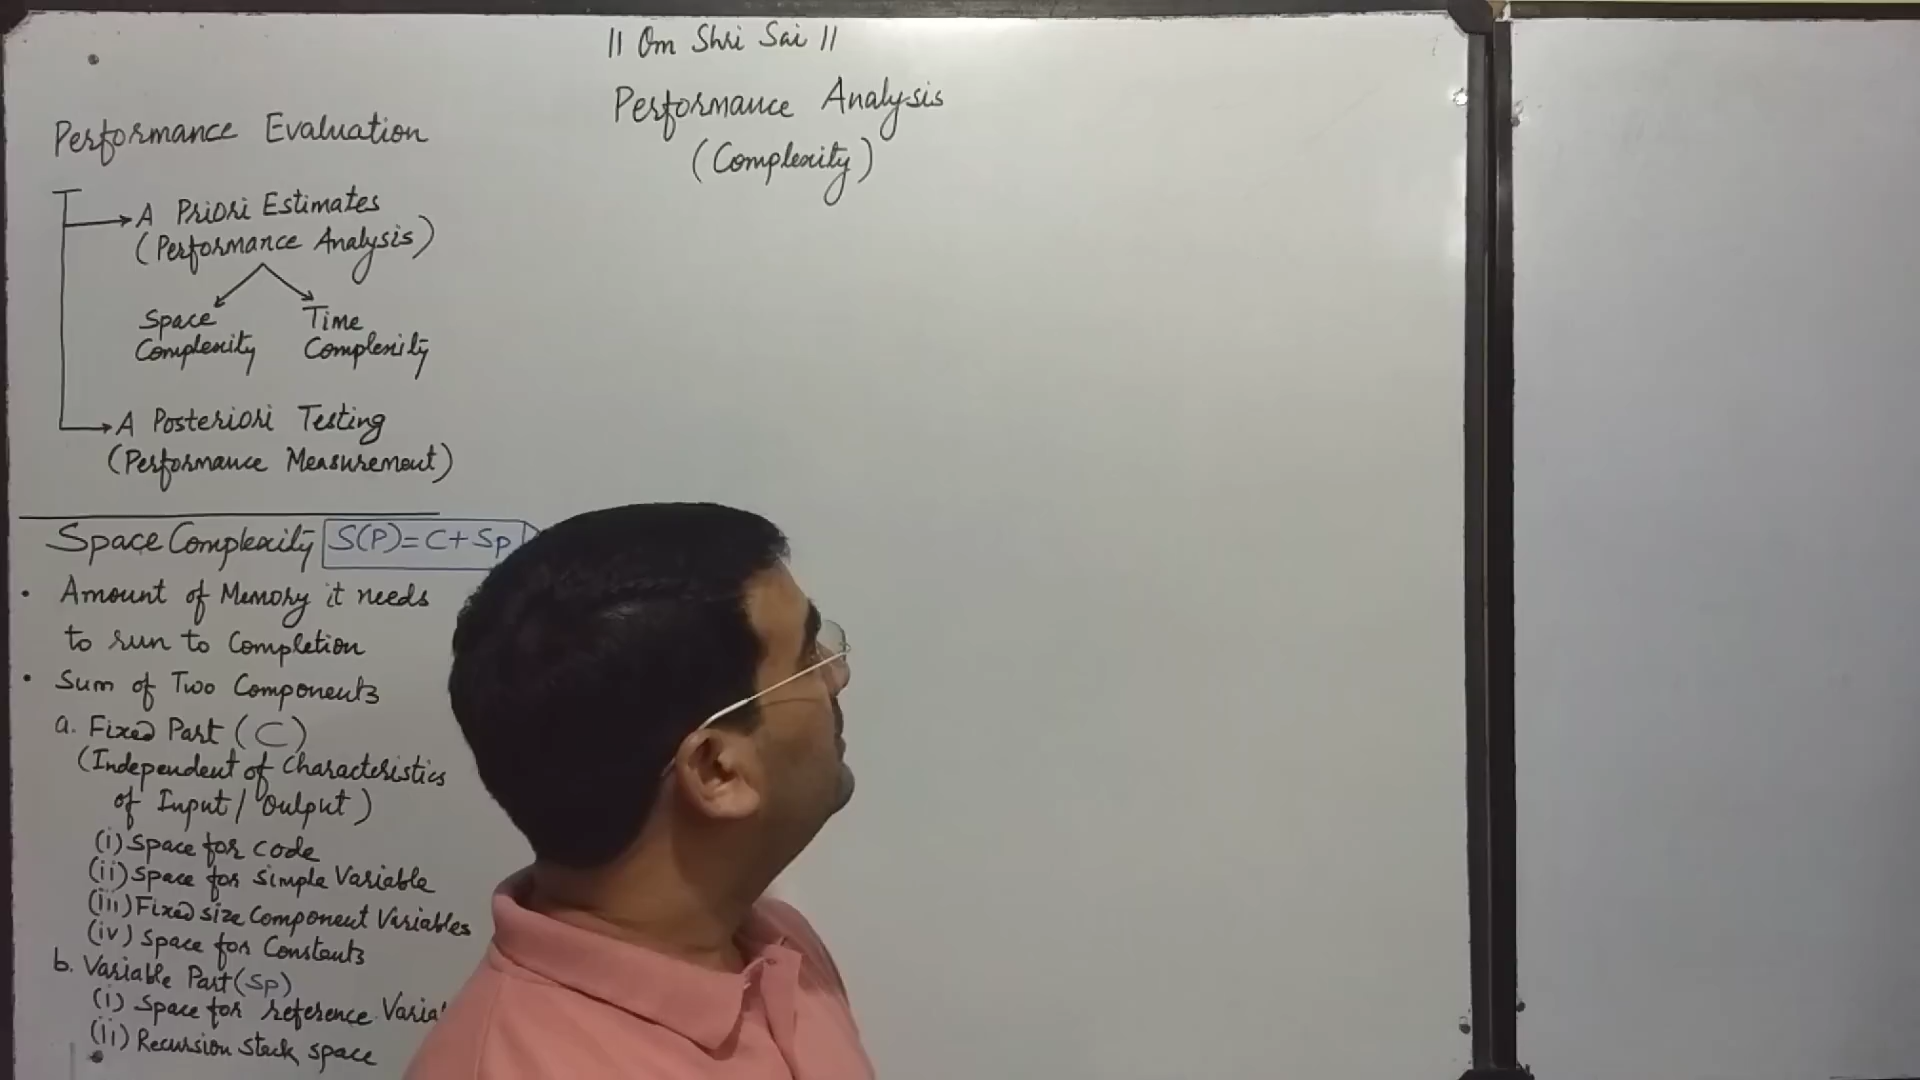 || Om Shri Sai ||
Performance Analysis
(Complexity)
Performance Evaluation
A Priori Estimates
(Performance Analysis)
Space Complexity
Time Complexity
A Posteriori Testing
(Performance Measurement)
Space Complexity S(P)=C+Sp
• Amount of Memory it needs
to run to Completion
• Sum of Two Components
a. Fixed Part (C)
(Independent of characteristics
of Input/Output)
(i) Space for code
(ii) Space for Simple Variable
(iii) Fixed size Component Variables
(iv) Space for Constants
b. Variable Part (Sp)
(i) Space for reference
(ii) Recursion stack space